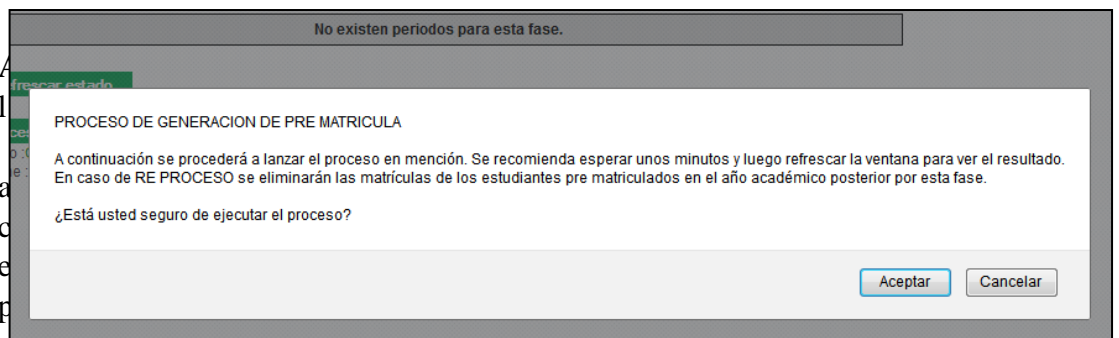 No existen periodos para esta fase.
PROCESO DE GENERACION DE PRE MATRICULA
A continuación se procederá a lanzar el proceso en mención. Se recomienda esperar unos minutos y luego refrescar la ventana para ver el resultado.
En caso de RE PROCESO se eliminarán las matrículas de los estudiantes pre matriculados en el año académico posterior por esta fase.
¿Está usted seguro de ejecutar el proceso?
Aceptar Cancelar